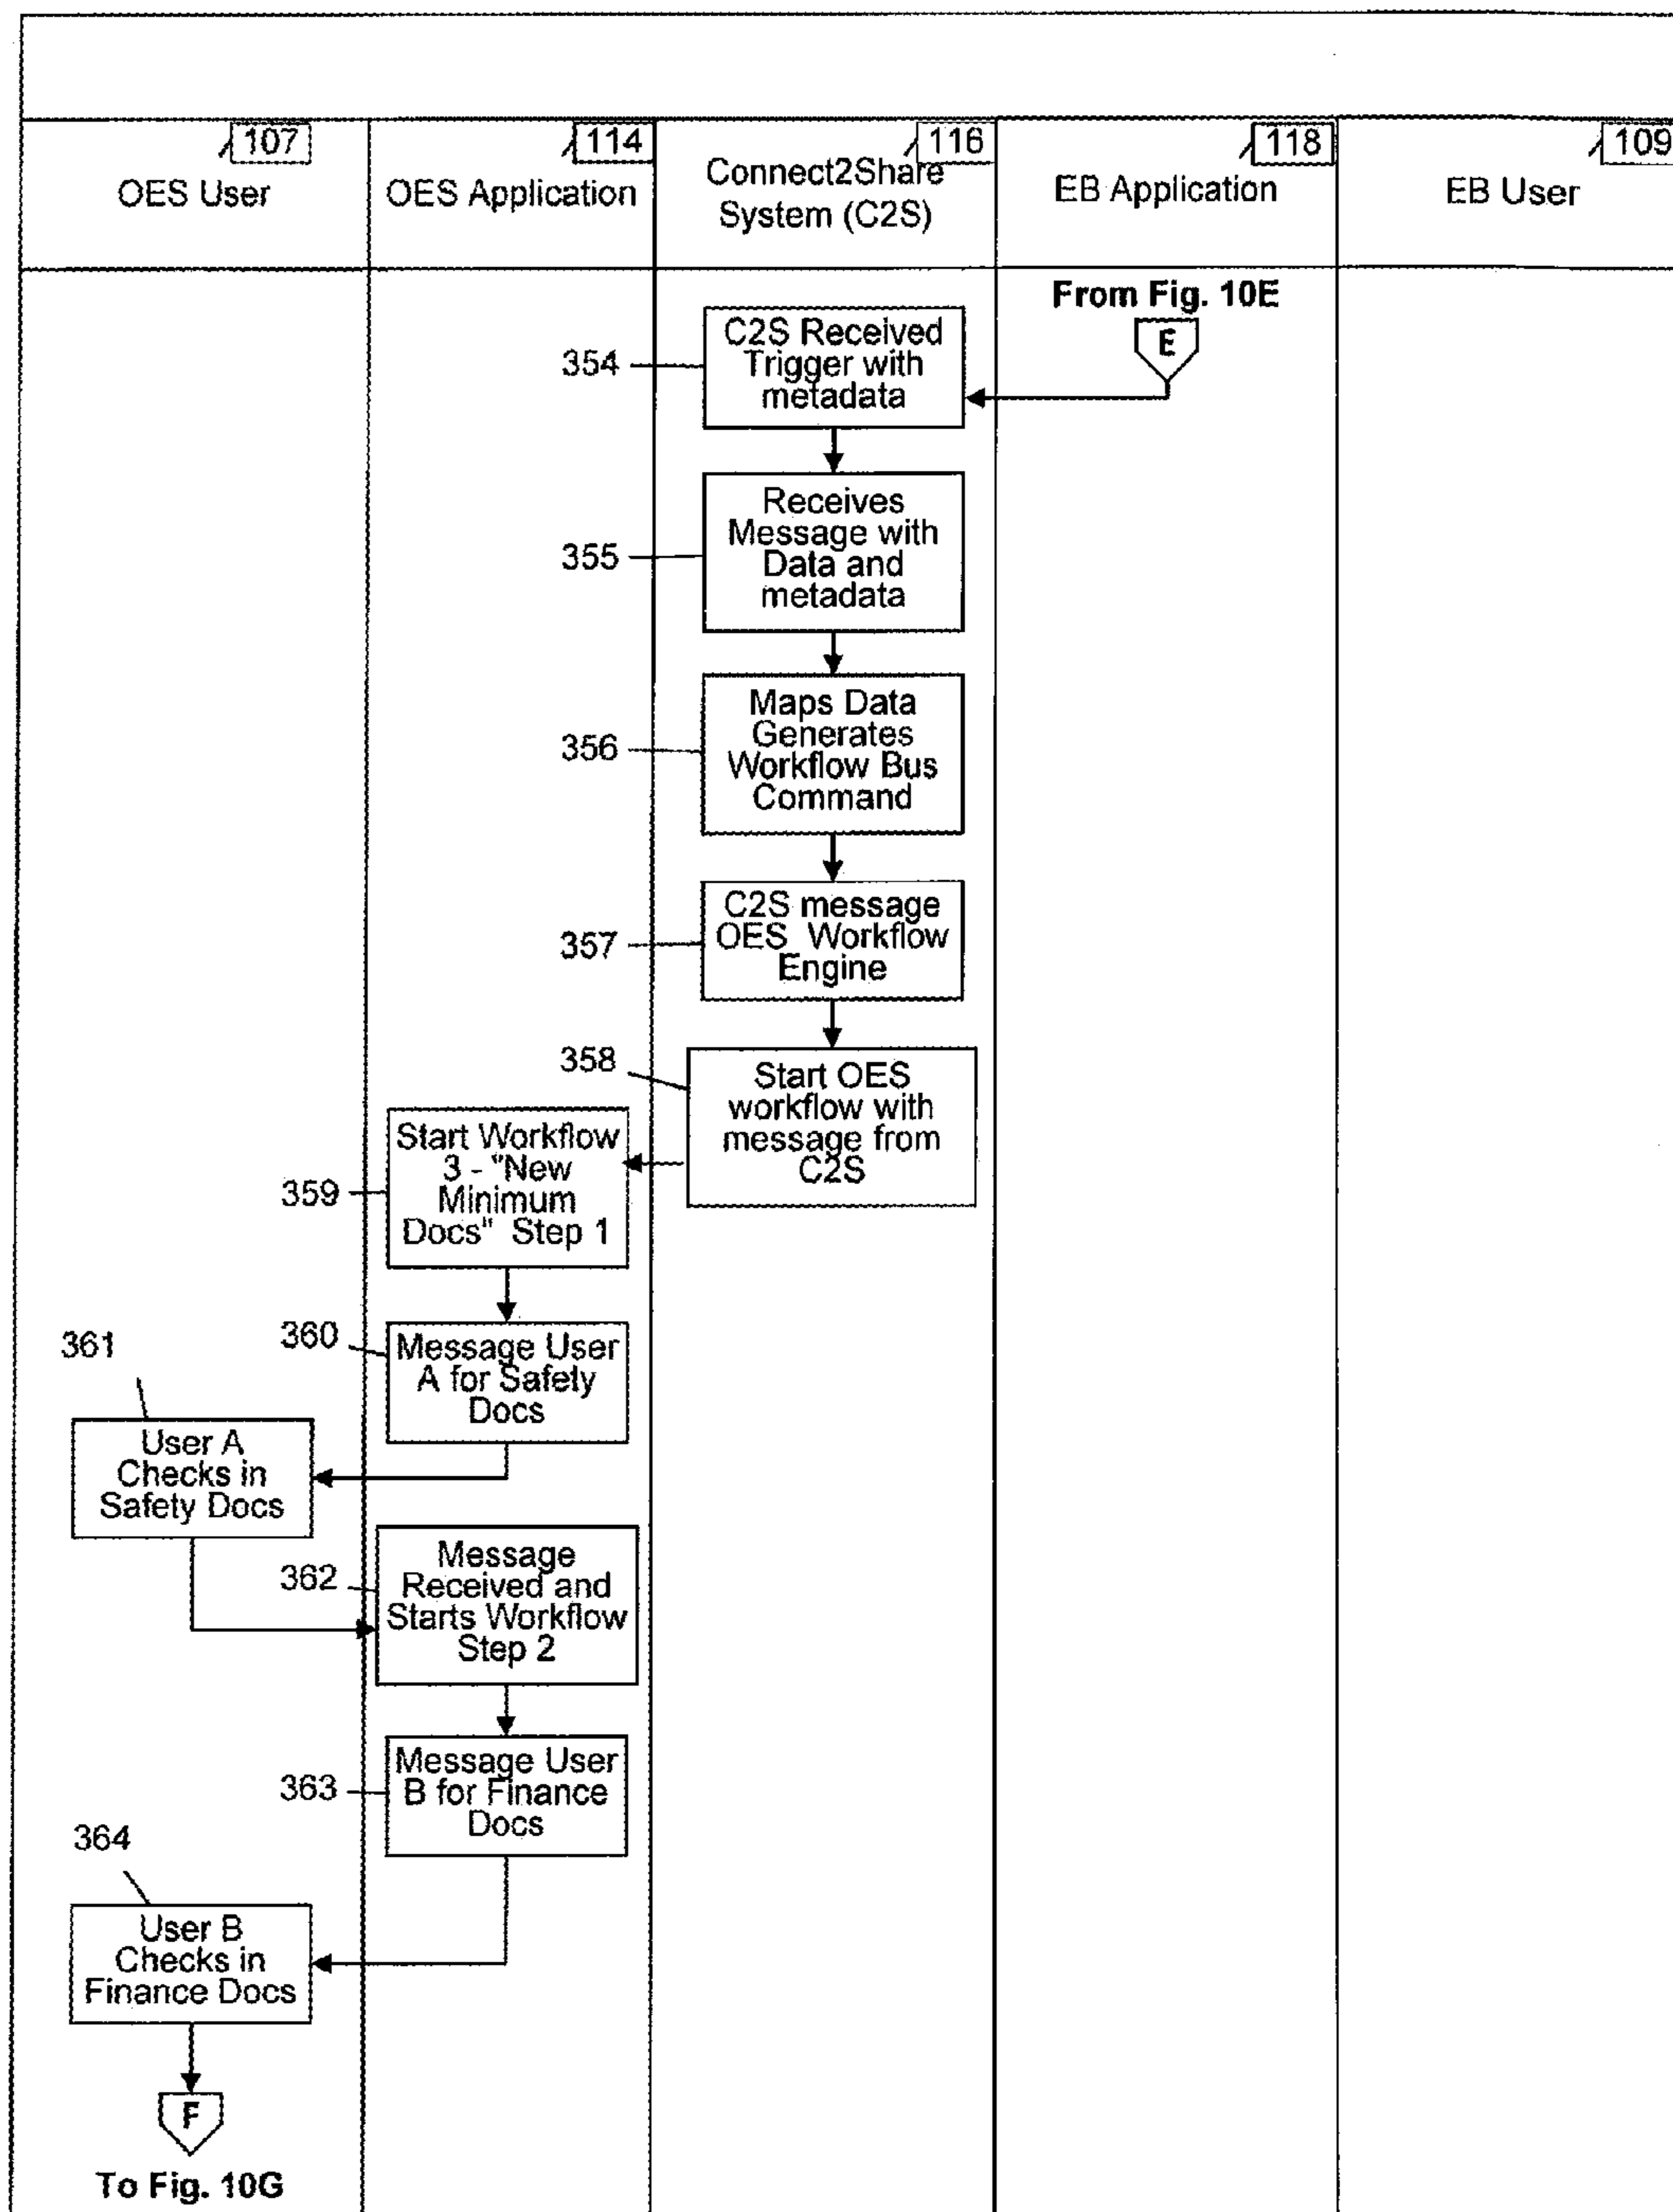 107
OES User
114
OES Application
116
Connect2Share
System (C2S)
118
EB Application
109
EB User
From Fig. 10E
E
354
C2S Received
Trigger with
metadata
355
Receives
Message with
Data and
metadata
356
Maps Data
Generates
Workflow Bus
Command
357
C2S message
OES Workflow
Engine
358
Start OES
workflow with
message from
C2S
359
Start Workflow
3 - "New
Minimum
Docs" Step 1
360
Message User
A for Safety
Docs
361
User A
Checks in
Safety Docs
362
Message
Received and
Starts Workflow
Step 2
363
Message User
B for Finance
Docs
364
User B
Checks in
Finance Docs
F
To Fig. 10G